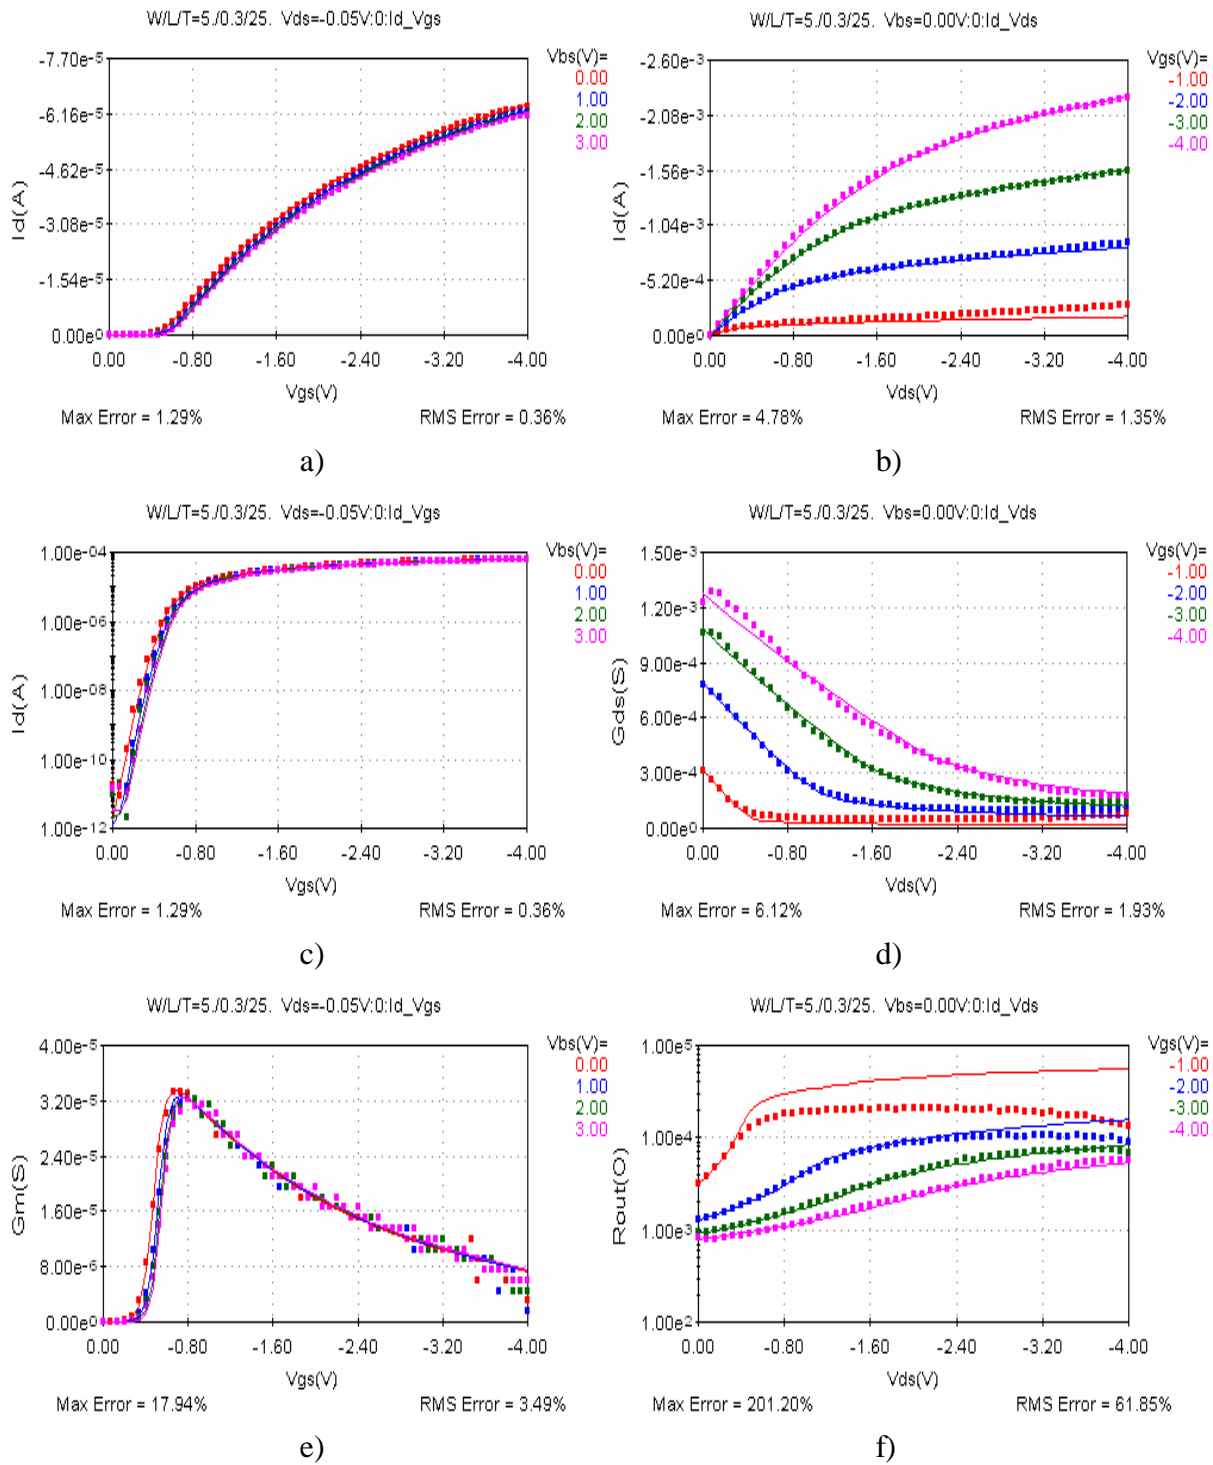 W/L/T=5./0.3/25. Vds=-0.05V:0:Id_Vgs
Vbs(V)=
0.00
1.00
2.00
3.00
-7.70e-5
-6.16e-5
-4.62e-5
-3.08e-5
-1.54e-5
0.00e0
Id(A)
0.00 -0.80 -1.60 -2.40 -3.20 -4.00
Vgs(V)
Max Error = 1.29% RMS Error = 0.36%
a)
W/L/T=5./0.3/25. Vbs=0.00V:0:Id_Vds
Vgs(V)=
-1.00
-2.00
-3.00
-4.00
-2.60e-3
-2.08e-3
-1.56e-3
-1.04e-3
-5.20e-4
0.00e0
Id(A)
0.00 -0.80 -1.60 -2.40 -3.20 -4.00
Vds(V)
Max Error = 4.78% RMS Error = 1.35%
b)
W/L/T=5./0.3/25. Vds=-0.05V:0:Id_Vgs
Vbs(V)=
0.00
1.00
2.00
3.00
1.00e-04
1.00e-06
1.00e-08
1.00e-10
1.00e-12
Id(A)
0.00 -0.80 -1.60 -2.40 -3.20 -4.00
Vgs(V)
Max Error = 1.29% RMS Error = 0.36%
c)
W/L/T=5./0.3/25. Vbs=0.00V:0:Id_Vds
Vgs(V)=
-1.00
-2.00
-3.00
-4.00
1.50e-3
1.20e-3
9.00e-4
6.00e-4
3.00e-4
0.00e0
Gds(S)
0.00 -0.80 -1.60 -2.40 -3.20 -4.00
Vds(V)
Max Error = 6.12% RMS Error = 1.93%
d)
W/L/T=5./0.3/25. Vds=-0.05V:0:Id_Vgs
Vbs(V)=
0.00
1.00
2.00
3.00
4.00e-5
3.20e-5
2.40e-5
1.60e-5
8.00e-6
0.00e0
Gm(S)
0.00 -0.80 -1.60 -2.40 -3.20 -4.00
Vgs(V)
Max Error = 17.94% RMS Error = 3.49%
e)
W/L/T=5./0.3/25. Vbs=0.00V:0:Id_Vds
Vgs(V)=
-1.00
-2.00
-3.00
-4.00
1.00e5
1.00e4
1.00e3
1.00e2
Rout(O)
0.00 -0.80 -1.60 -2.40 -3.20 -4.00
Vds(V)
Max Error = 201.20% RMS Error = 61.85%
f)